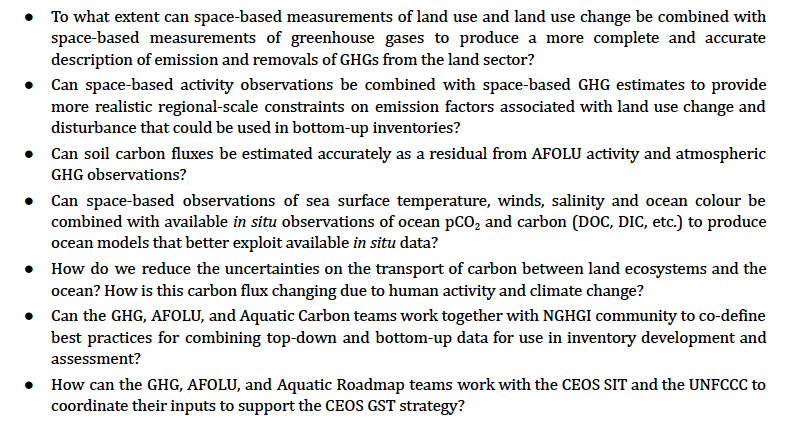 ● To what extent can space-based measurements of land use and land use change be combined with
space-based measurements of greenhouse gases to produce a more complete and accurate
description of emission and removals of GHGs from the land sector?
● Can space-based activity observations be combined with space-based GHG estimates to provide
more realistic regional-scale constraints on emission factors associated with land use change and
disturbance that could be used in bottom-up inventories?
● Can soil carbon fluxes be estimated accurately as a residual from AFOLU activity and atmospheric
GHG observations?
● Can space-based observations of sea surface temperature, winds, salinity and ocean colour be
combined with available in situ observations of ocean pCO₂ and carbon (DOC, DIC, etc.) to produce
ocean models that better exploit available in situ data?
● How do we reduce the uncertainties on the transport of carbon between land ecosystems and the
ocean? How is this carbon flux changing due to human activity and climate change?
● Can the GHG, AFOLU, and Aquatic Carbon teams work together with NGHGI community to co-define
best practices for combining top-down and bottom-up data for use in inventory development and
assessment?
● How can the GHG, AFOLU, and Aquatic Roadmap teams work with the CEOS SIT and the UNFCCC to
coordinate their inputs to support the CEOS GST strategy?